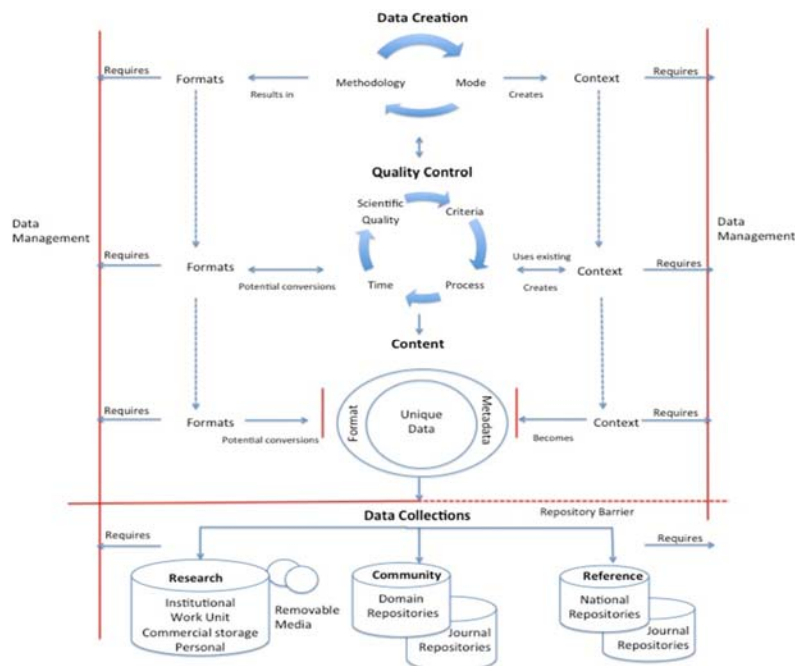 Data Creation
Requires
Formats
Results in
Methodology
Mode
Creates
Context
Requires
Quality Control
Scientific
Quality
Criteria
Data
Management
Data
Management
Requires
Formats
Potential conversions
Time
Process
Uses existing
Creates
Context
Requires
Content
Requires
Formats
Potential conversions
Format
Unique
Data
Metadata
Becomes
Context
Requires
Data Collections
Repository Barrier
Requires
Requires
Research
Institutional
Work Unit
Commercial storage
Personal
Removable
Media
Community
Domain
Repositories
Journal
Repositories
Reference
National
Repositories
Journal
Repositories